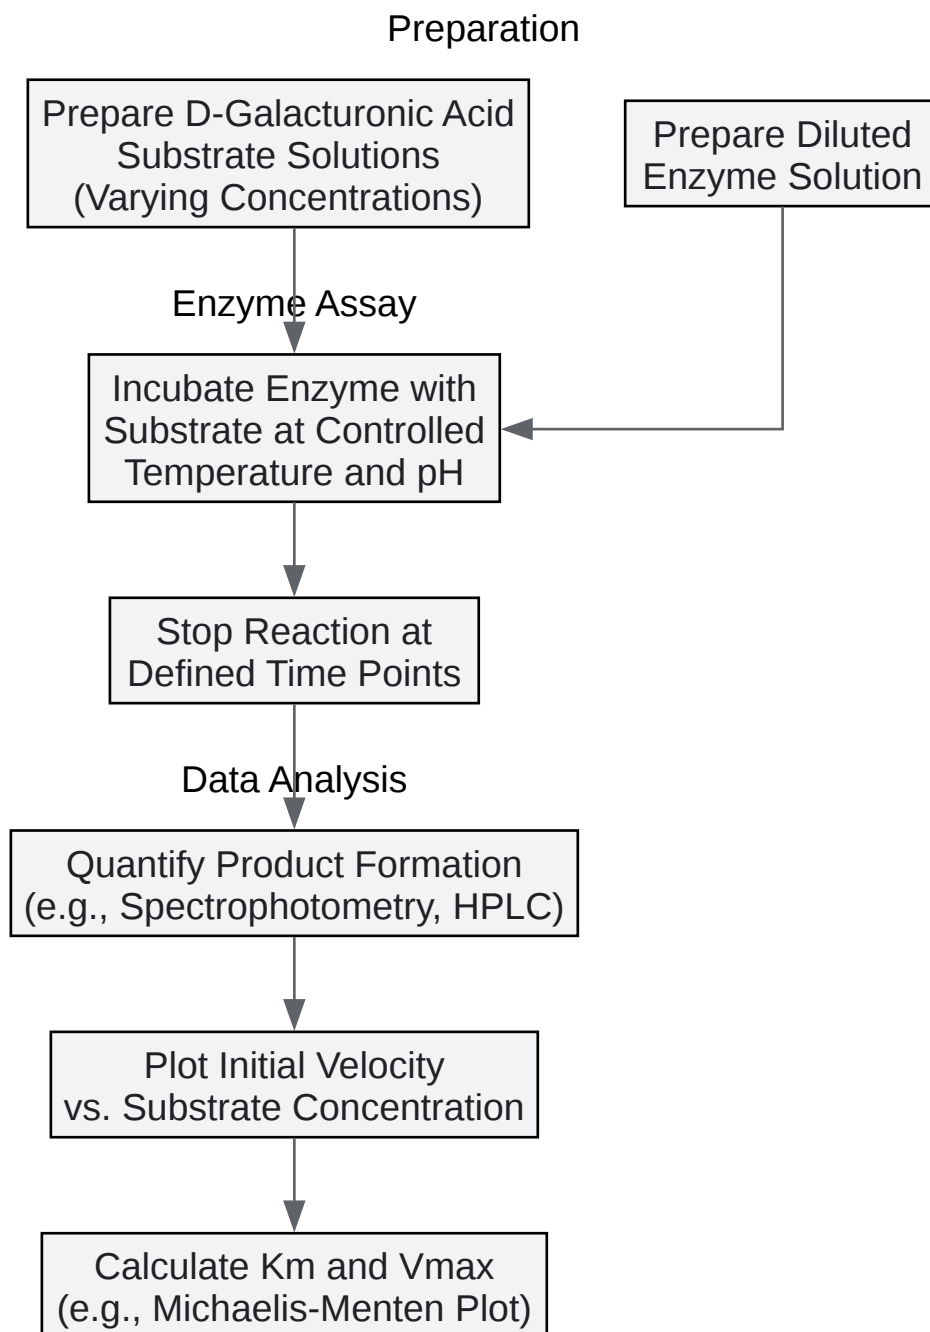 Preparation
Prepare D-Galacturonic Acid
Substrate Solutions
(Varying Concentrations)
Prepare Diluted
Enzyme Solution
Enzyme Assay
Incubate Enzyme with
Substrate at Controlled
Temperature and pH
Stop Reaction at
Defined Time Points
Data Analysis
Quantify Product Formation
(e.g., Spectrophotometry, HPLC)
Plot Initial Velocity
vs. Substrate Concentration
Calculate Km and Vmax
(e.g., Michaelis-Menten Plot)